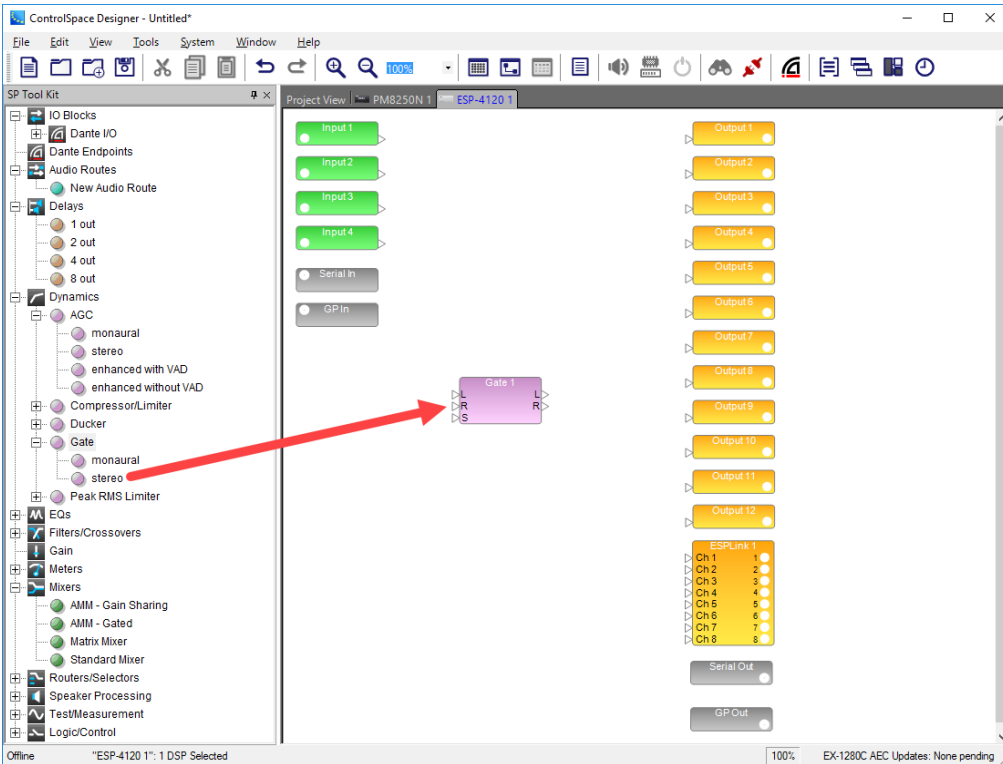 ControlSpace Designer - Untitled*
File Edit View Tools System Window Help
100%
SP Tool Kit
Project View PM8250N 1 ESP-4120 1
IO Blocks
Dante I/O
Dante Endpoints
Audio Routes
New Audio Route
Delays
1 out
2 out
4 out
8 out
Dynamics
AGC
monaural
stereo
enhanced with VAD
enhanced without VAD
Compressor/Limiter
Ducker
Gate
monaural
stereo
Peak RMS Limiter
EQs
Filters/Crossovers
Gain
Meters
Mixers
AMM - Gain Sharing
AMM - Gated
Matrix Mixer
Standard Mixer
Routers/Selectors
Speaker Processing
Test/Measurement
Logic/Control
Input 1
Input 2
Input 3
Input 4
Serial In
GP In
Gate 1
L L
R R
S
Output 1
Output 2
Output 3
Output 4
Output 5
Output 6
Output 7
Output 8
Output 9
Output 10
Output 11
Output 12
ESPLink 1
Ch 1 1
Ch 2 2
Ch 3 3
Ch 4 4
Ch 5 5
Ch 6 6
Ch 7 7
Ch 8 8
Serial Out
GP Out
Offline "ESP-4120 1": 1 DSP Selected 100% EX-1280C AEC Updates: None pending